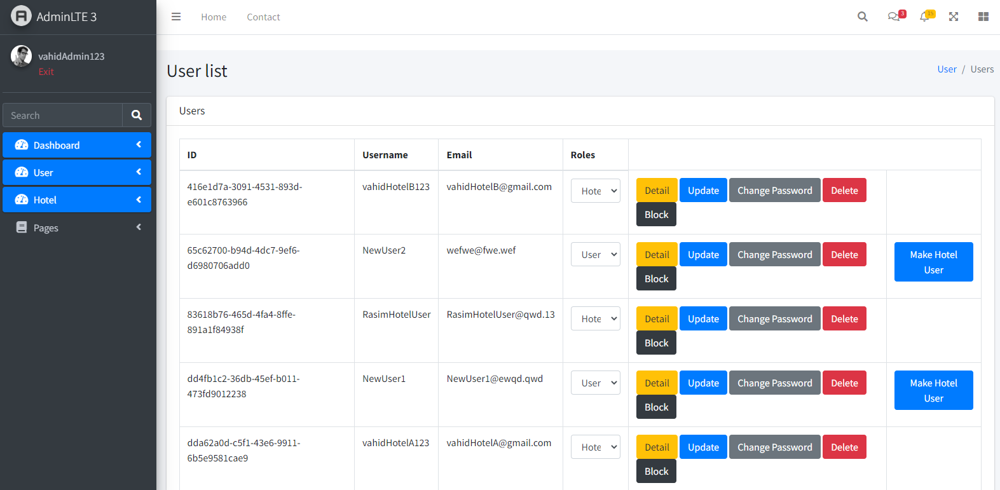 AdminLTE 3
Home
Contact
3
15
vahidAdmin123
Exit
Search
Dashboard
User
Hotel
Pages
User list
User / Users
Users
ID Username Email Roles
416e1d7a-3091-4531-893d-
e601c8763966
vahidHotelB123
vahidHotelB@gmail.com
Hote
Detail Update Change Password Delete
Block
65c62700-b94d-4dc7-9ef6-
d6980706add0
NewUser2
wefwe@fwe.wef
User
Detail Update Change Password Delete
Block
Make Hotel
User
83618b76-465d-4fa4-8ffe-
891a1f84938f
RasimHotelUser
RasimHotelUser@qwd.13
Hote
Detail Update Change Password Delete
Block
dd4fb1c2-36db-45ef-b011-
473fd9012238
NewUser1
NewUser1@ewqd.qwd
User
Detail Update Change Password Delete
Block
Make Hotel
User
dda62a0d-c5f1-43e6-9911-
6b5e9581cae9
vahidHotelA123
vahidHotelA@gmail.com
Hote
Detail Update Change Password Delete
Block